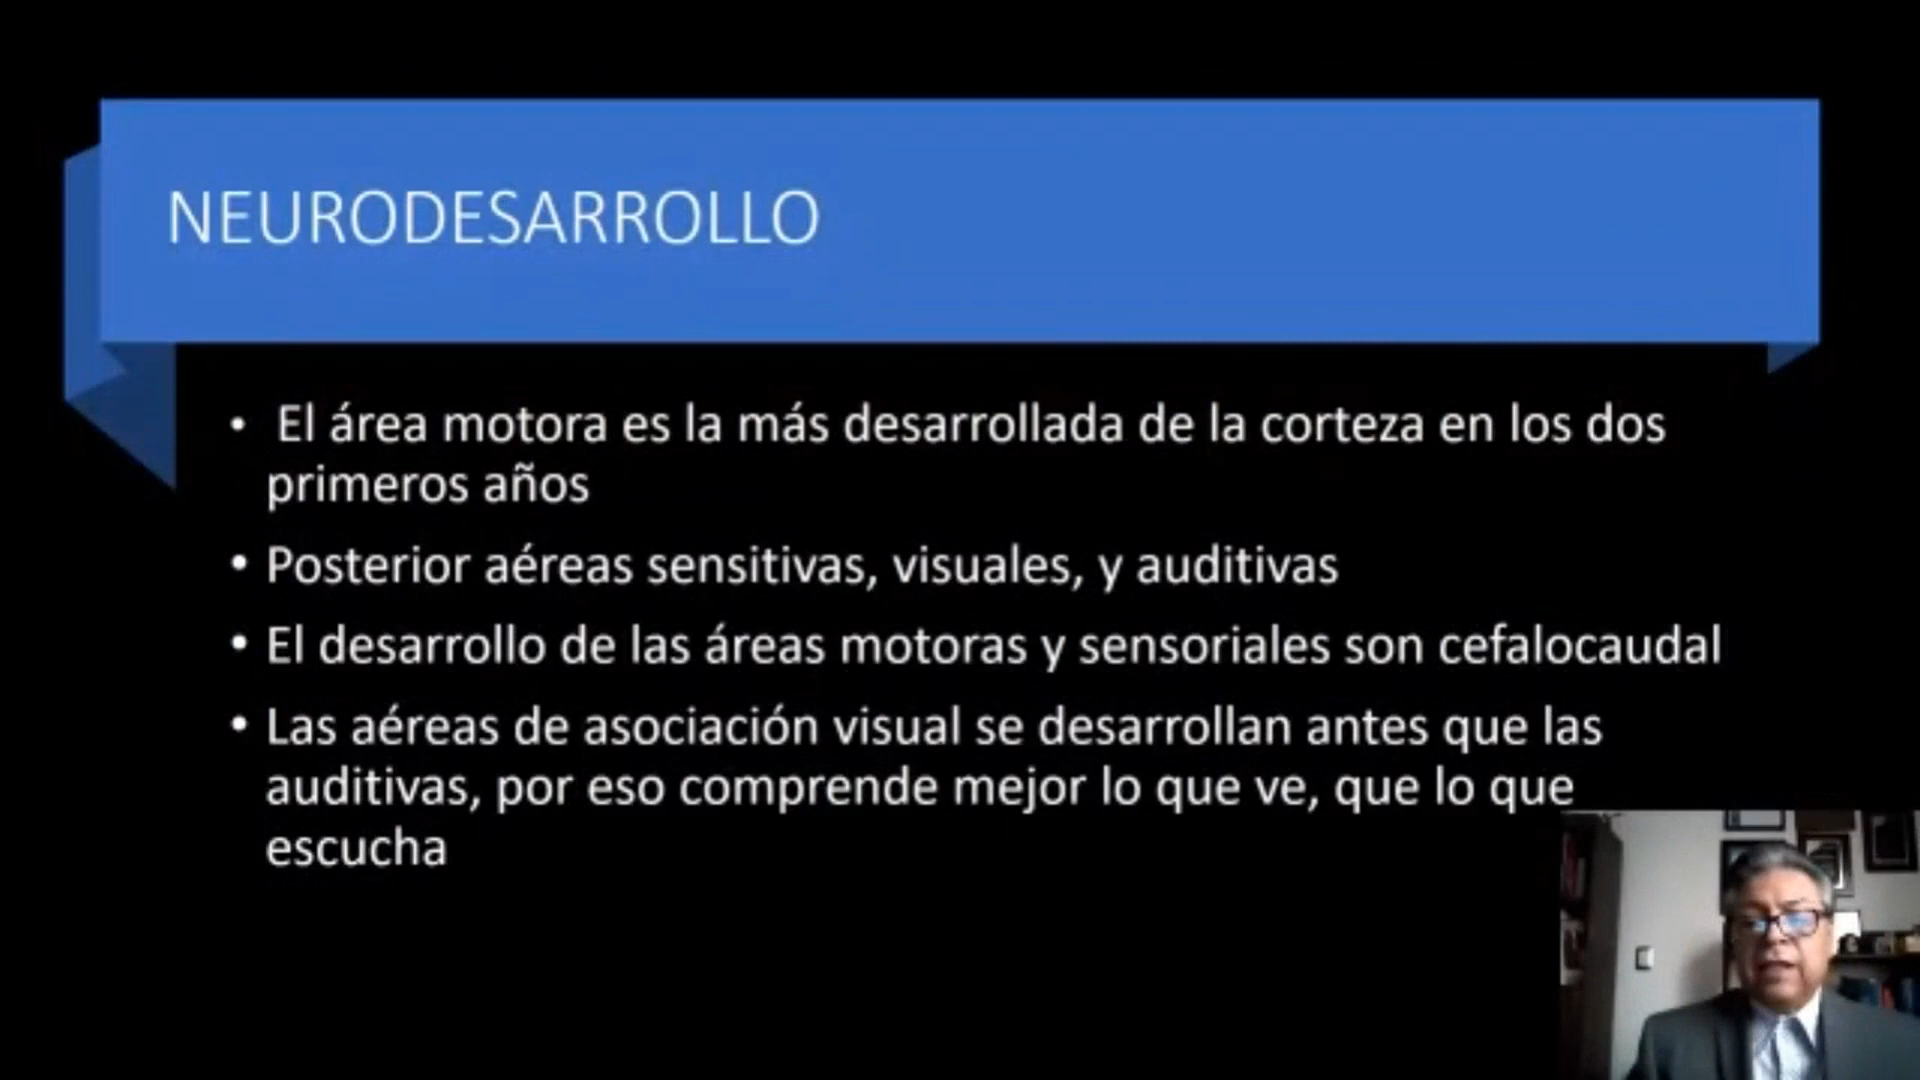 NEURODESARROLLO
• El área motora es la más desarrollada de la corteza en los dos
primeros años
• Posterior aéreas sensitivas, visuales, y auditivas
• El desarrollo de las áreas motoras y sensoriales son cefalocaudal
• Las aéreas de asociación visual se desarrollan antes que las
auditivas, por eso comprende mejor lo que ve, que lo que
escucha